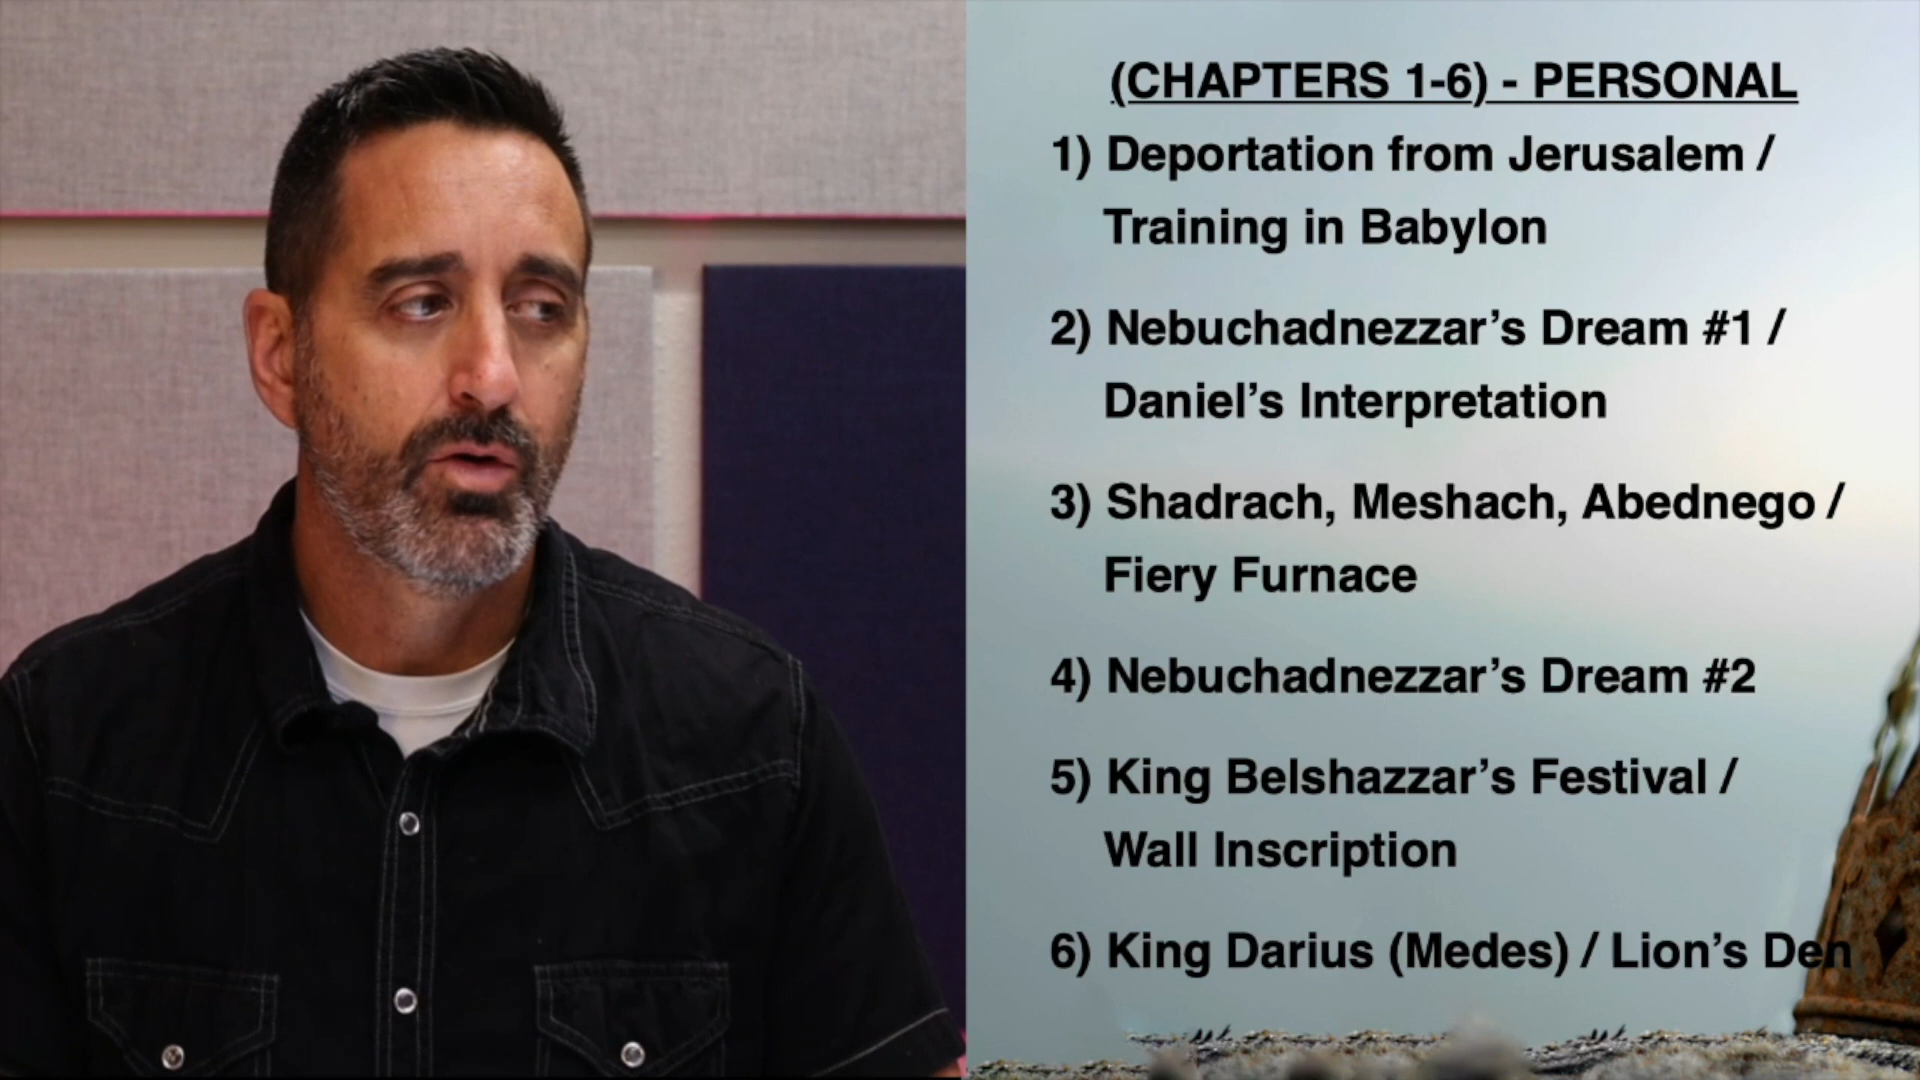 (CHAPTERS 1-6) - PERSONAL
1) Deportation from Jerusalem /
Training in Babylon
2) Nebuchadnezzar’s Dream #1 /
Daniel’s Interpretation
3) Shadrach, Meshach, Abednego /
Fiery Furnace
4) Nebuchadnezzar’s Dream #2
5) King Belshazzar’s Festival /
Wall Inscription
6) King Darius (Medes) / Lion’s Den